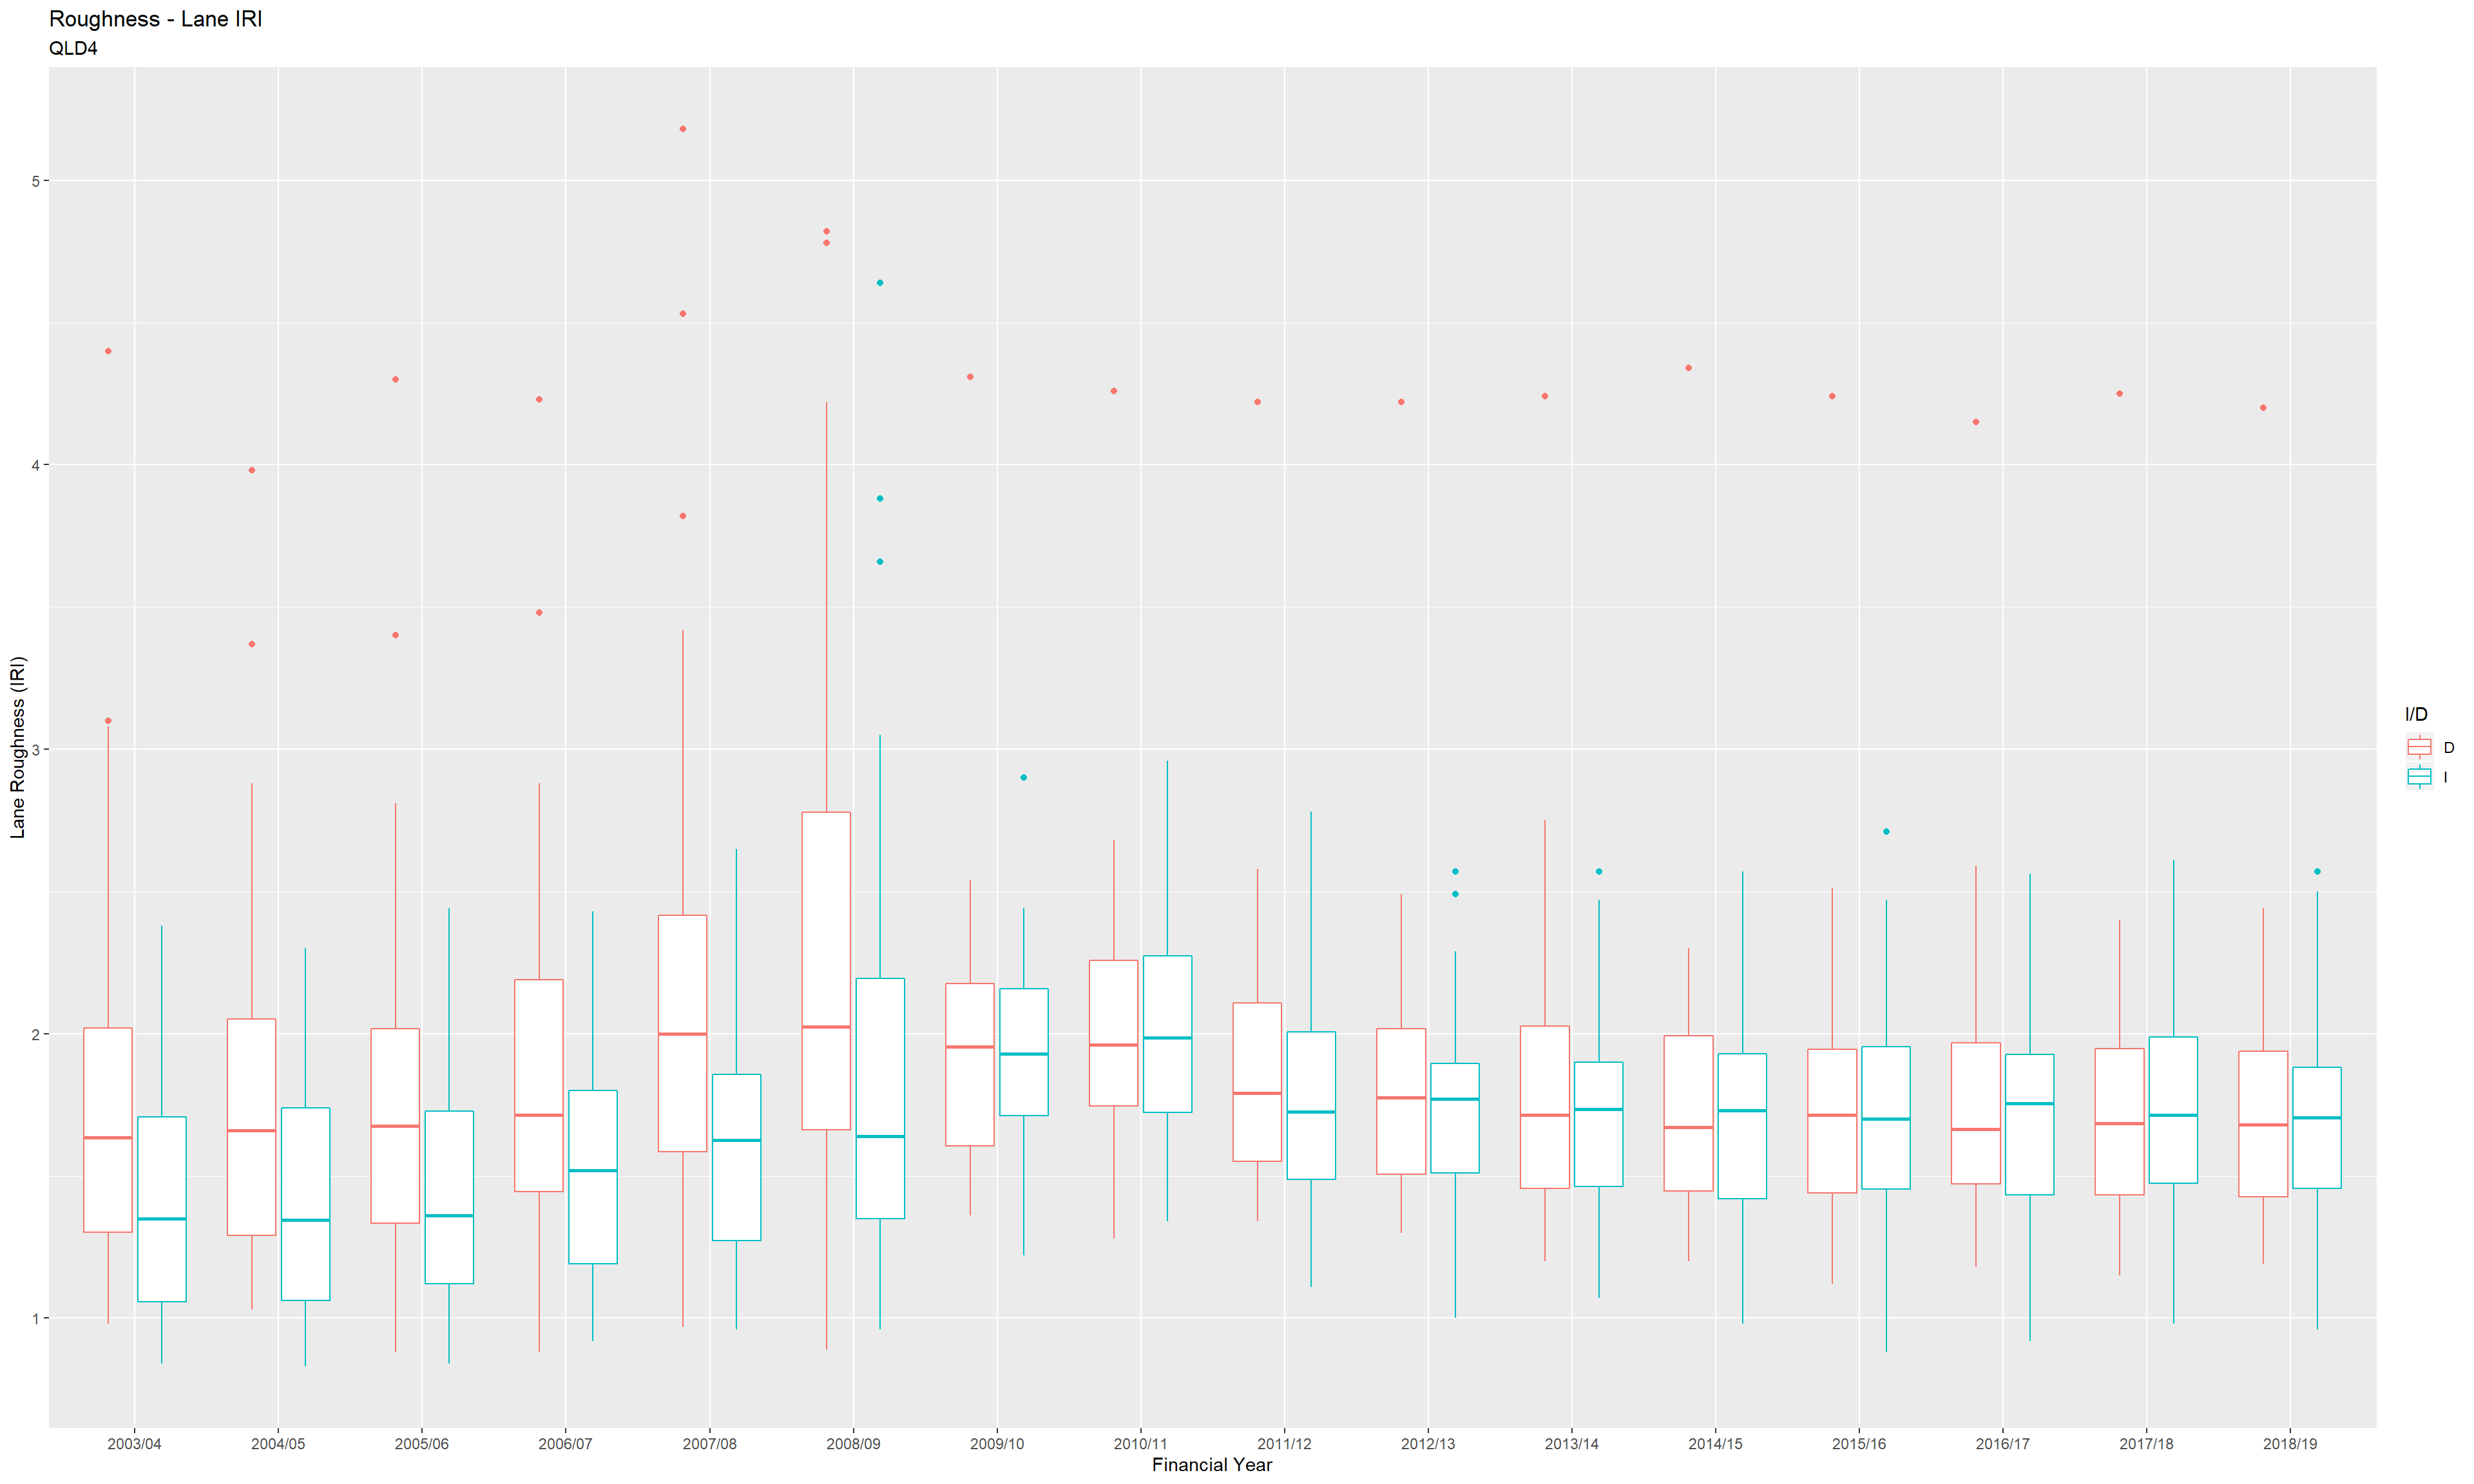 Roughness - Lane IRI
QLD4
Lane Roughness (IRI)
5
4
3
2
1
2003/04 2004/05 2005/06 2006/07 2007/08 2008/09 2009/10 2010/11 2011/12 2012/13 2013/14 2014/15 2015/16 2016/17 2017/18 2018/19
Financial Year
I/D
D
I